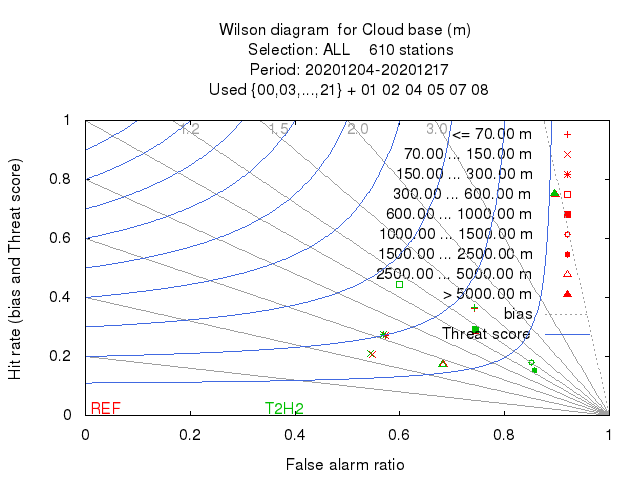 Wilson diagram  for Cloud base (m)
Selection: ALL    610 stations
Period: 20201204-20201217
Used {00,03,...,21} + 01 02 04 05 07 08
1.2 1.5 2.0 3.0
<= 70.00 m
70.00 ... 150.00 m
150.00 ... 300.00 m
300.00 ... 600.00 m
600.00 ... 1000.00 m
1000.00 ... 1500.00 m
1500.00 ... 2500.00 m
2500.00 ... 5000.00 m
> 5000.00 m
bias
Threat score
1
0.8
0.6
0.4
0.2
0
Hit rate (bias and Threat score)
REF T2H2
0 0.2 0.4 0.6 0.8 1
False alarm ratio